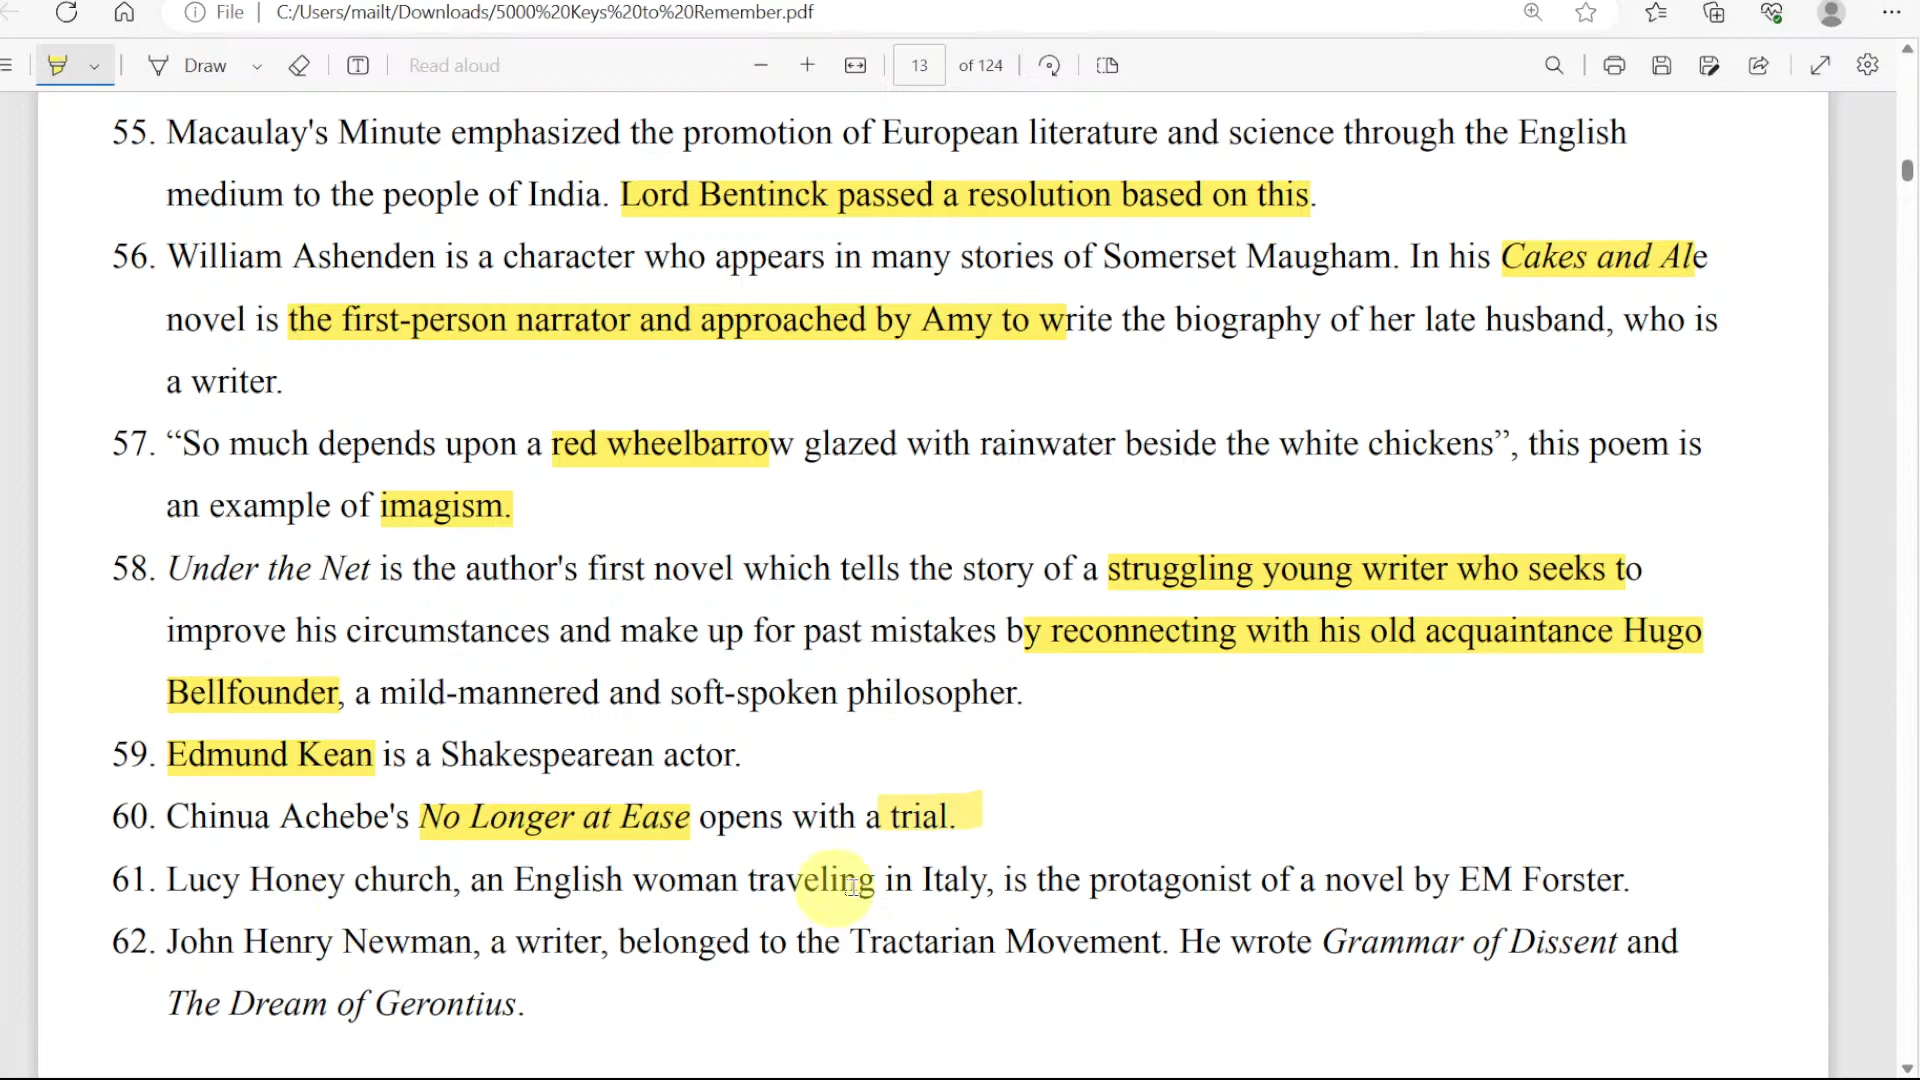 File | C:/Users/mailt/Downloads/5000%20Keys%20to%20Remember.pdf
Draw Read aloud 13 of 124
55. Macaulay's Minute emphasized the promotion of European literature and science through the English
medium to the people of India. Lord Bentinck passed a resolution based on this.
56. William Ashenden is a character who appears in many stories of Somerset Maugham. In his Cakes and Ale
novel is the first-person narrator and approached by Amy to write the biography of her late husband, who is
a writer.
57. “So much depends upon a red wheelbarrow glazed with rainwater beside the white chickens”, this poem is
an example of imagism.
58. Under the Net is the author's first novel which tells the story of a struggling young writer who seeks to
improve his circumstances and make up for past mistakes by reconnecting with his old acquaintance Hugo
Bellfounder, a mild-mannered and soft-spoken philosopher.
59. Edmund Kean is a Shakespearean actor.
60. Chinua Achebe's No Longer at Ease opens with a trial.
61. Lucy Honey church, an English woman traveling in Italy, is the protagonist of a novel by EM Forster.
62. John Henry Newman, a writer, belonged to the Tractarian Movement. He wrote Grammar of Dissent and
The Dream of Gerontius.